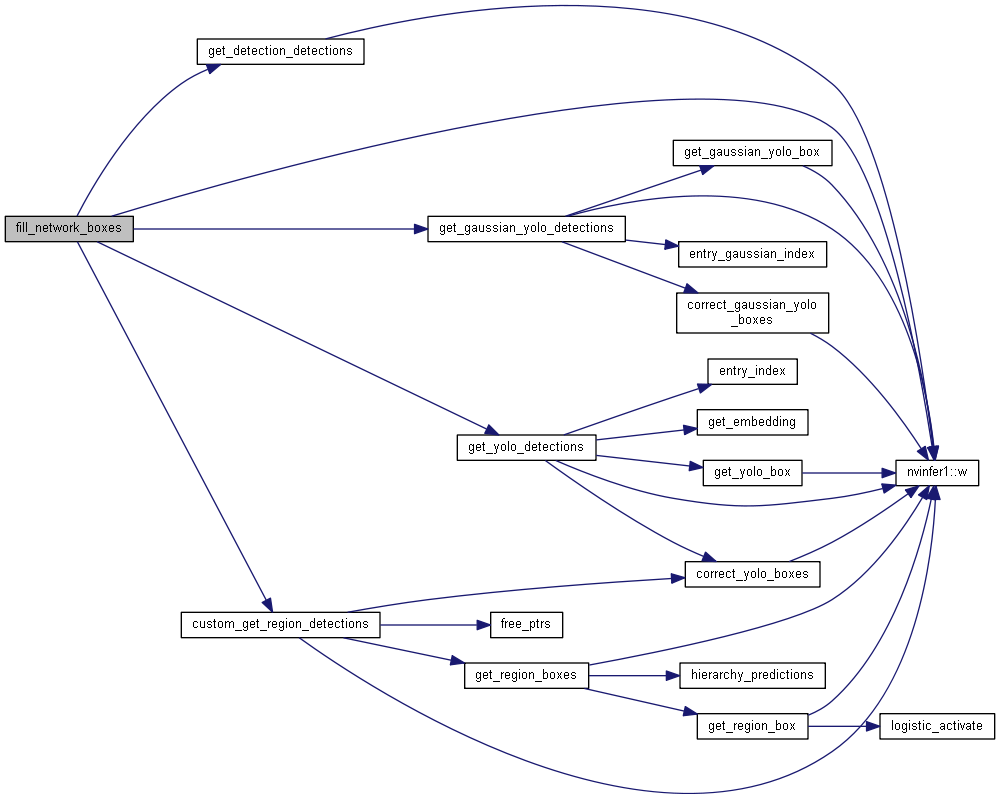 get_detection_detections
get_gaussian_yolo_box
fill_network_boxes
get_gaussian_yolo_detections
entry_gaussian_index
correct_gaussian_yolo
_boxes
entry_index
get_embedding
get_yolo_detections
get_yolo_box
nvinfer1::w
correct_yolo_boxes
custom_get_region_detections
free_ptrs
get_region_boxes
hierarchy_predictions
get_region_box
logistic_activate